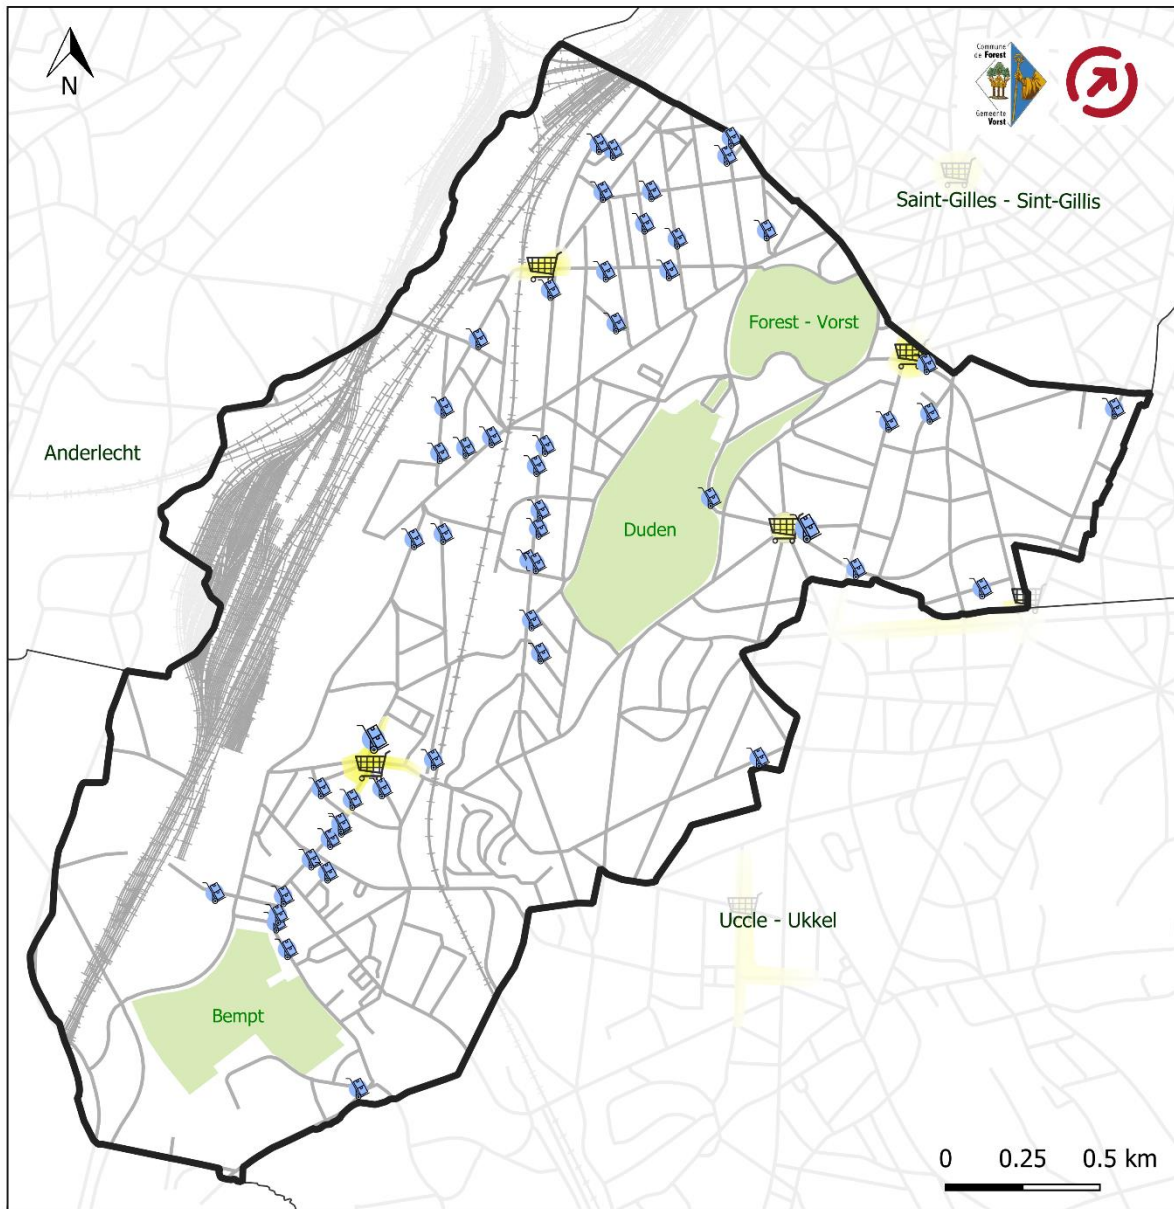 N
Commune
de Forest
Gemeente
Vorst
Saint-Gilles - Sint-Gillis
Forest - Vorst
Anderlecht
Duden
Uccle - Ukkel
Bempt
0 0.25 0.5 km